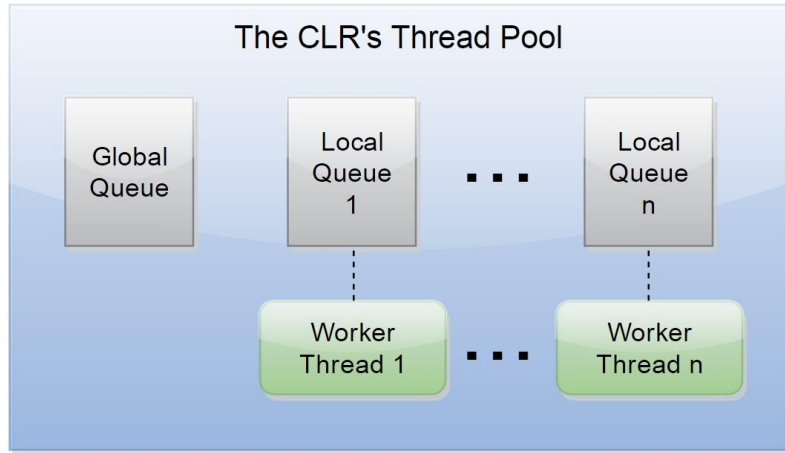 The CLR's Thread Pool
Global
Queue
Local
Queue
1
...
Local
Queue
n
Worker
Thread 1
...
Worker
Thread n